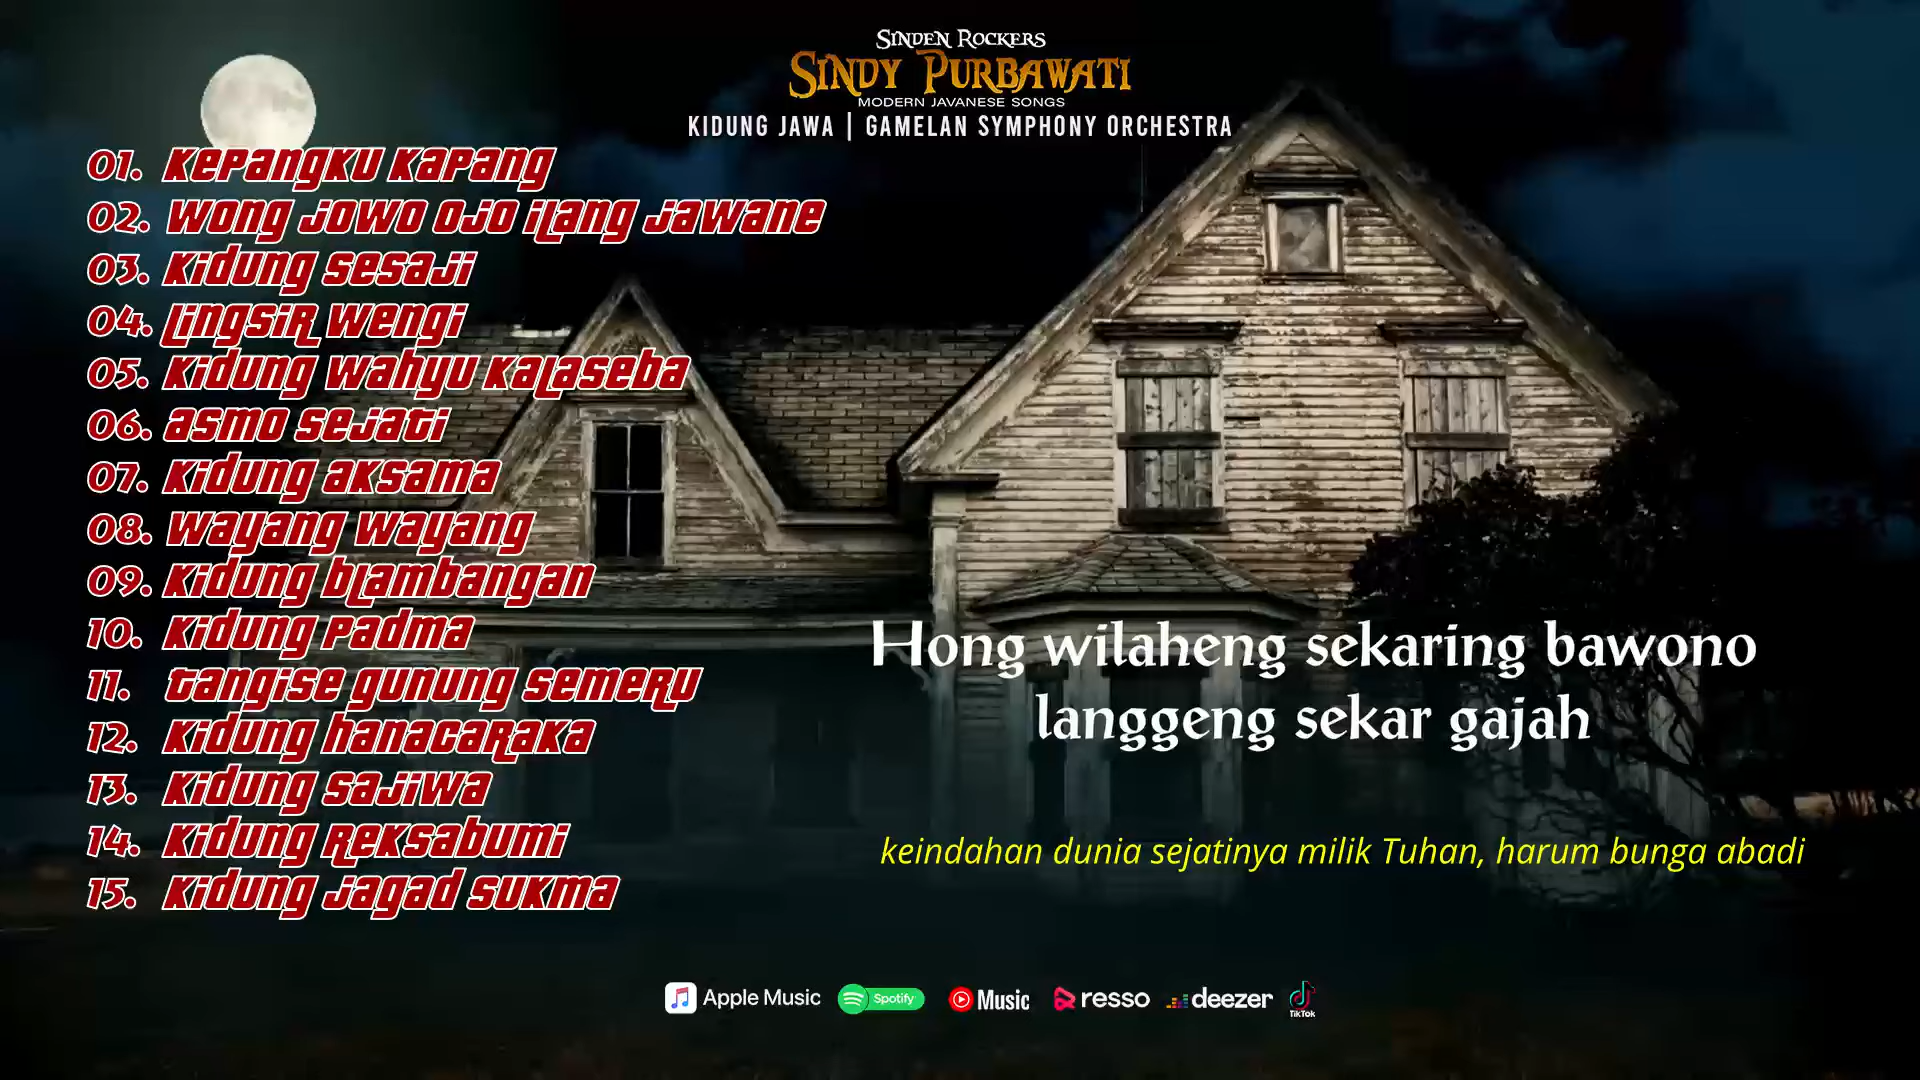 SINDEN ROCKERS
SINDY PURBAWATI
MODERN JAVANESE SONGS
KIDUNG JAWA | GAMELAN SYMPHONY ORCHESTRA
01. Kepangku Kapang
02. Wong Jowo Ojo Ilang Jawane
03. Kidung Sesaji
04. Lingsir Wengi
05. Kidung Wahyu Kalaseba
06. Asmo Sejati
07. Kidung Aksama
08. Wayang Wayang
09. Kidung Blambangan
10. Kidung Padma
11. Tangise Gunung Semeru
12. Kidung Hanacaraka
13. Kidung Sajiwa
14. Kidung Reksabumi
15. Kidung Jagad Sukma
Hong wilaheng sekaring bawono
langgeng sekar gajah
keindahan dunia sejatinya milik Tuhan, harum bunga abadi
Apple Music Spotify Music resso deezer TikTok